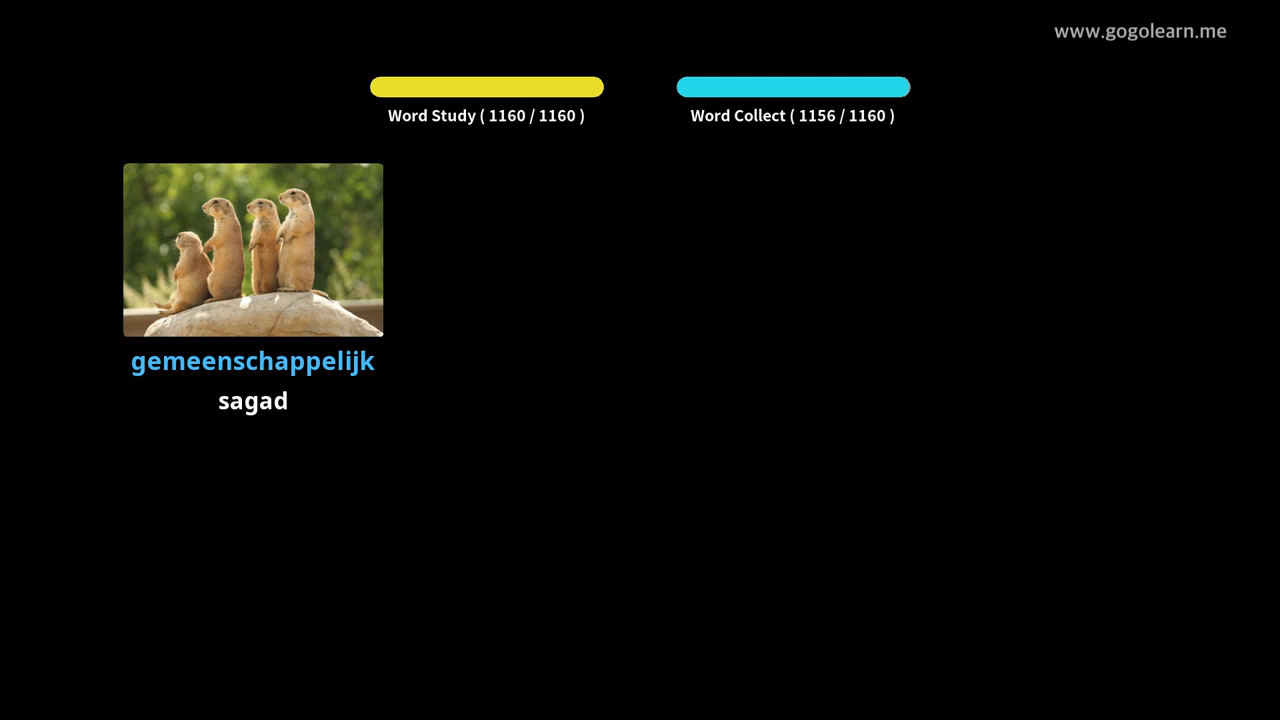 www.gogolearn.me
Word Study ( 1160 / 1160 )
Word Collect ( 1156 / 1160 )
gemeenschappelijk
sagad